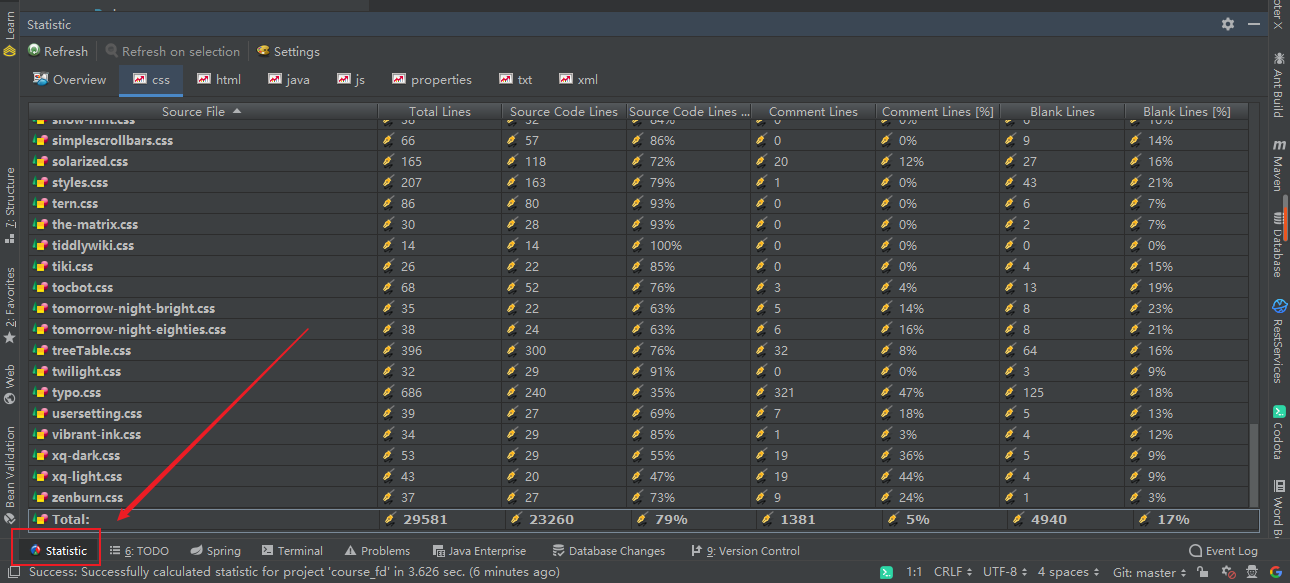 Statistic
Refresh Refresh on selection Settings
Overview css html java js properties txt xml
Source File Total Lines Source Code Lines Source Code Lines ... Comment Lines Comment Lines [%] Blank Lines Blank Lines [%]
show-hint.css 38 32 84% 0 0% 6 16%
simplescrollbars.css 66 57 86% 0 0% 9 14%
solarized.css 165 118 72% 20 12% 27 16%
styles.css 207 163 79% 1 0% 43 21%
tern.css 86 80 93% 0 0% 6 7%
the-matrix.css 30 28 93% 0 0% 2 7%
tiddlywiki.css 14 14 100% 0 0% 0 0%
tiki.css 26 22 85% 0 0% 4 15%
tocbot.css 68 52 76% 3 4% 13 19%
tomorrow-night-bright.css 35 22 63% 5 14% 8 23%
tomorrow-night-eighties.css 38 24 63% 6 16% 8 21%
treeTable.css 396 300 76% 32 8% 64 16%
twilight.css 32 29 91% 0 0% 3 9%
typo.css 686 240 35% 321 47% 125 18%
usersetting.css 39 27 69% 7 18% 5 13%
vibrant-ink.css 34 29 85% 1 3% 4 12%
xq-dark.css 53 29 55% 19 36% 5 9%
xq-light.css 43 20 47% 19 44% 4 9%
zenburn.css 37 27 73% 9 24% 1 3%
Total: 29581 23260 79% 1381 5% 4940 17%
Statistic 6: TODO Spring Terminal Problems Java Enterprise Database Changes 9: Version Control Event Log
Success: Successfully calculated statistic for project 'course_fd' in 3.626 sec. (6 minutes ago) 1:1 CRLF UTF-8 4 spaces Git: master
Learn
7: Structure
2: Favorites
Web
Bean Validation
oter X
Ant Build
m Maven
Database
RestServices
Codota
Word B